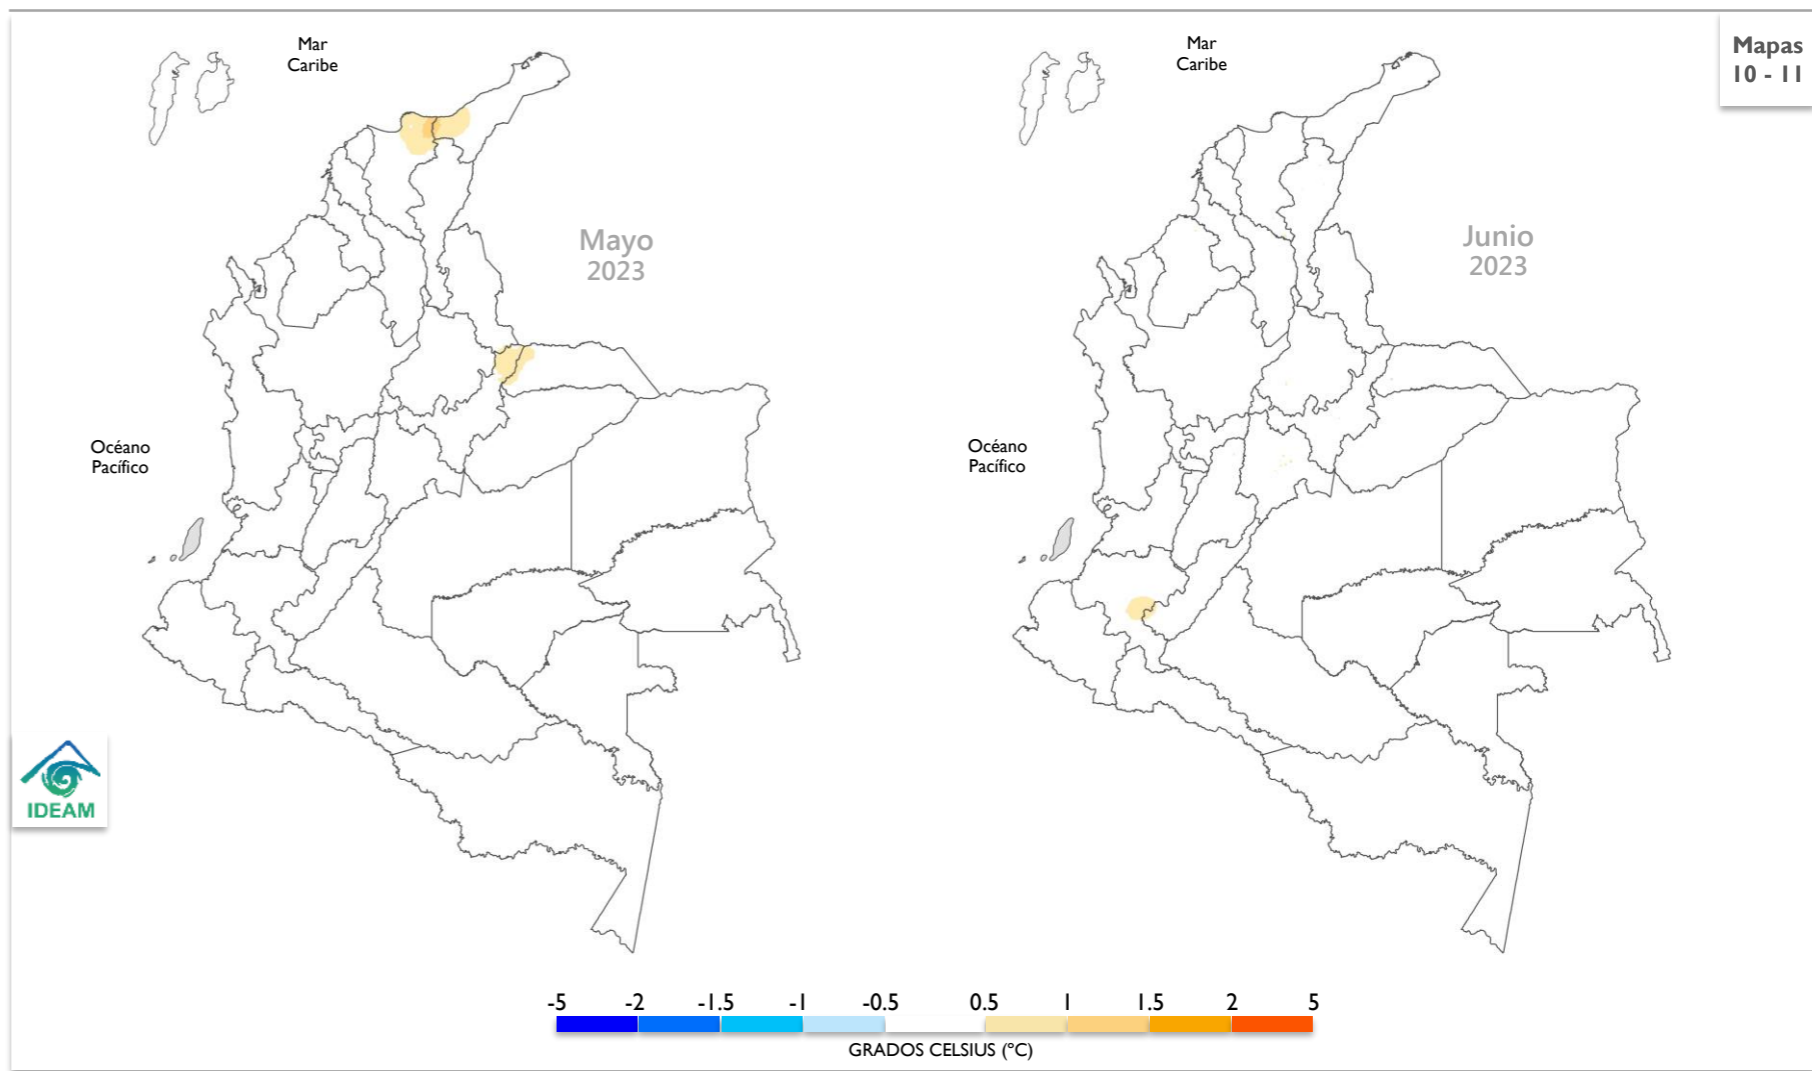 Mar
Caribe
Mar
Caribe
Mapas
10 - 11
Mayo
2023
Junio
2023
Océano
Pacífico
Océano
Pacífico
IDEAM
-5 -2 -1.5 -1 -0.5 0.5 1 1.5 2 5
GRADOS CELSIUS (°C)